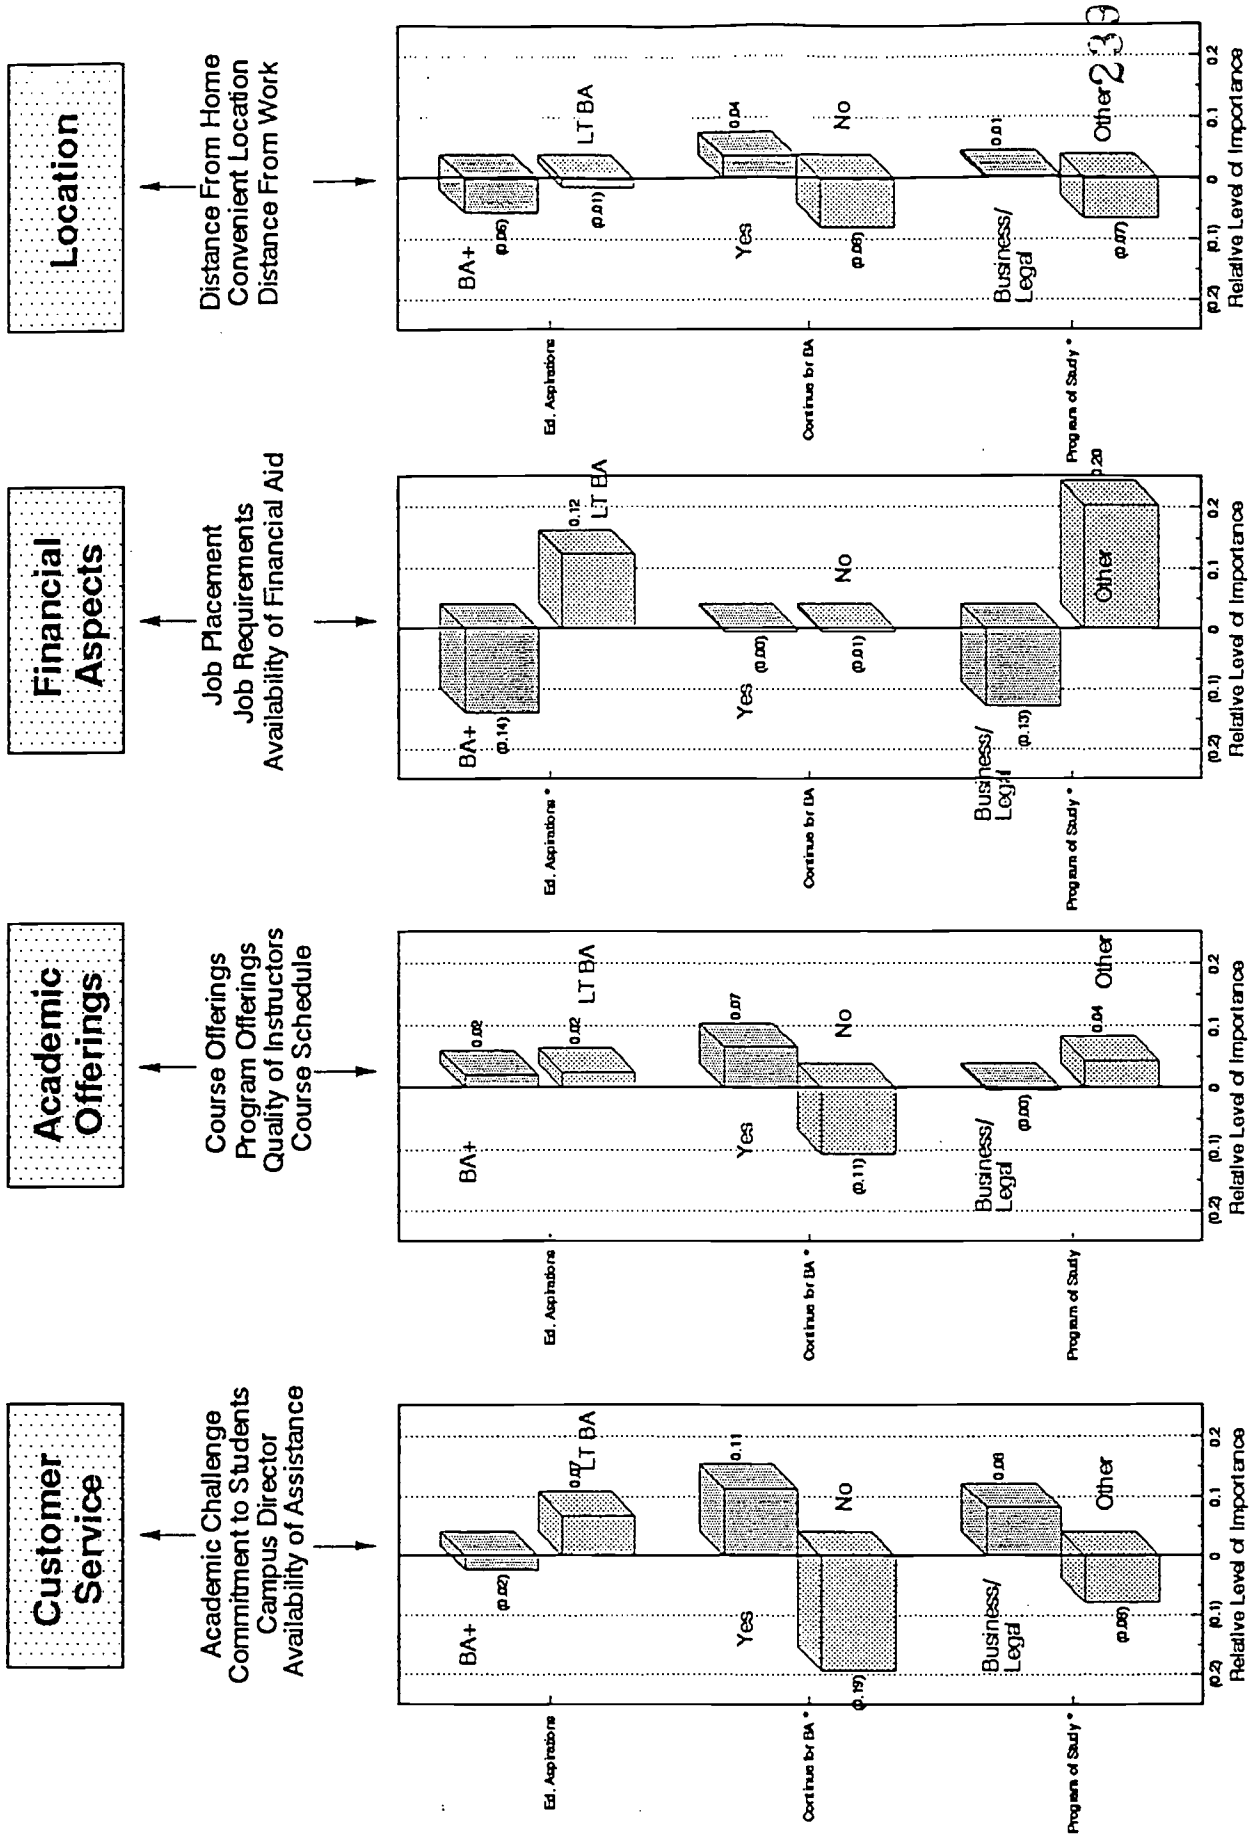 Customer
Service
Academic Challenge
Commitment to Students
Campus Director
Availability of Assistance
Ed. Aspirations
BA+
(0.02)
0.07
LT BA
Continue for BA *
Yes
0.11
No
(0.19)
Program of Study *
Business/
Legal
0.08
Other
(0.08)
(0.2) (0.1) 0 0.1 0.2
Relative Level of Importance
Academic
Offerings
Course Offerings
Program Offerings
Quality of Instructors
Course Schedule
Ed. Aspirations
BA+
0.02
0.02
LT BA
Continue for BA *
Yes
0.07
No
(0.11)
Program of Study
Business/
Legal
(0.00)
Other
0.04
(0.2) (0.1) 0 0.1 0.2
Relative Level of Importance
Financial
Aspects
Job Placement
Job Requirements
Availability of Financial Aid
Ed. Aspirations *
BA+
(0.14)
0.12
LT BA
Continue for BA
Yes
(0.00)
No
(0.01)
Program of Study *
Business/
Legal
(0.13)
Other
0.20
(0.2) (0.1) 0 0.1 0.2
Relative Level of Importance
Location
Distance From Home
Convenient Location
Distance From Work
Ed. Aspirations
BA+
LT BA
(0.01)
Continue for BA
Yes
0.04
No
(0.08)
Program of Study *
Business/
Legal
0.01
Other
(0.07)
(0.2) (0.1) 0 0.1 0.2
Relative Level of Importance